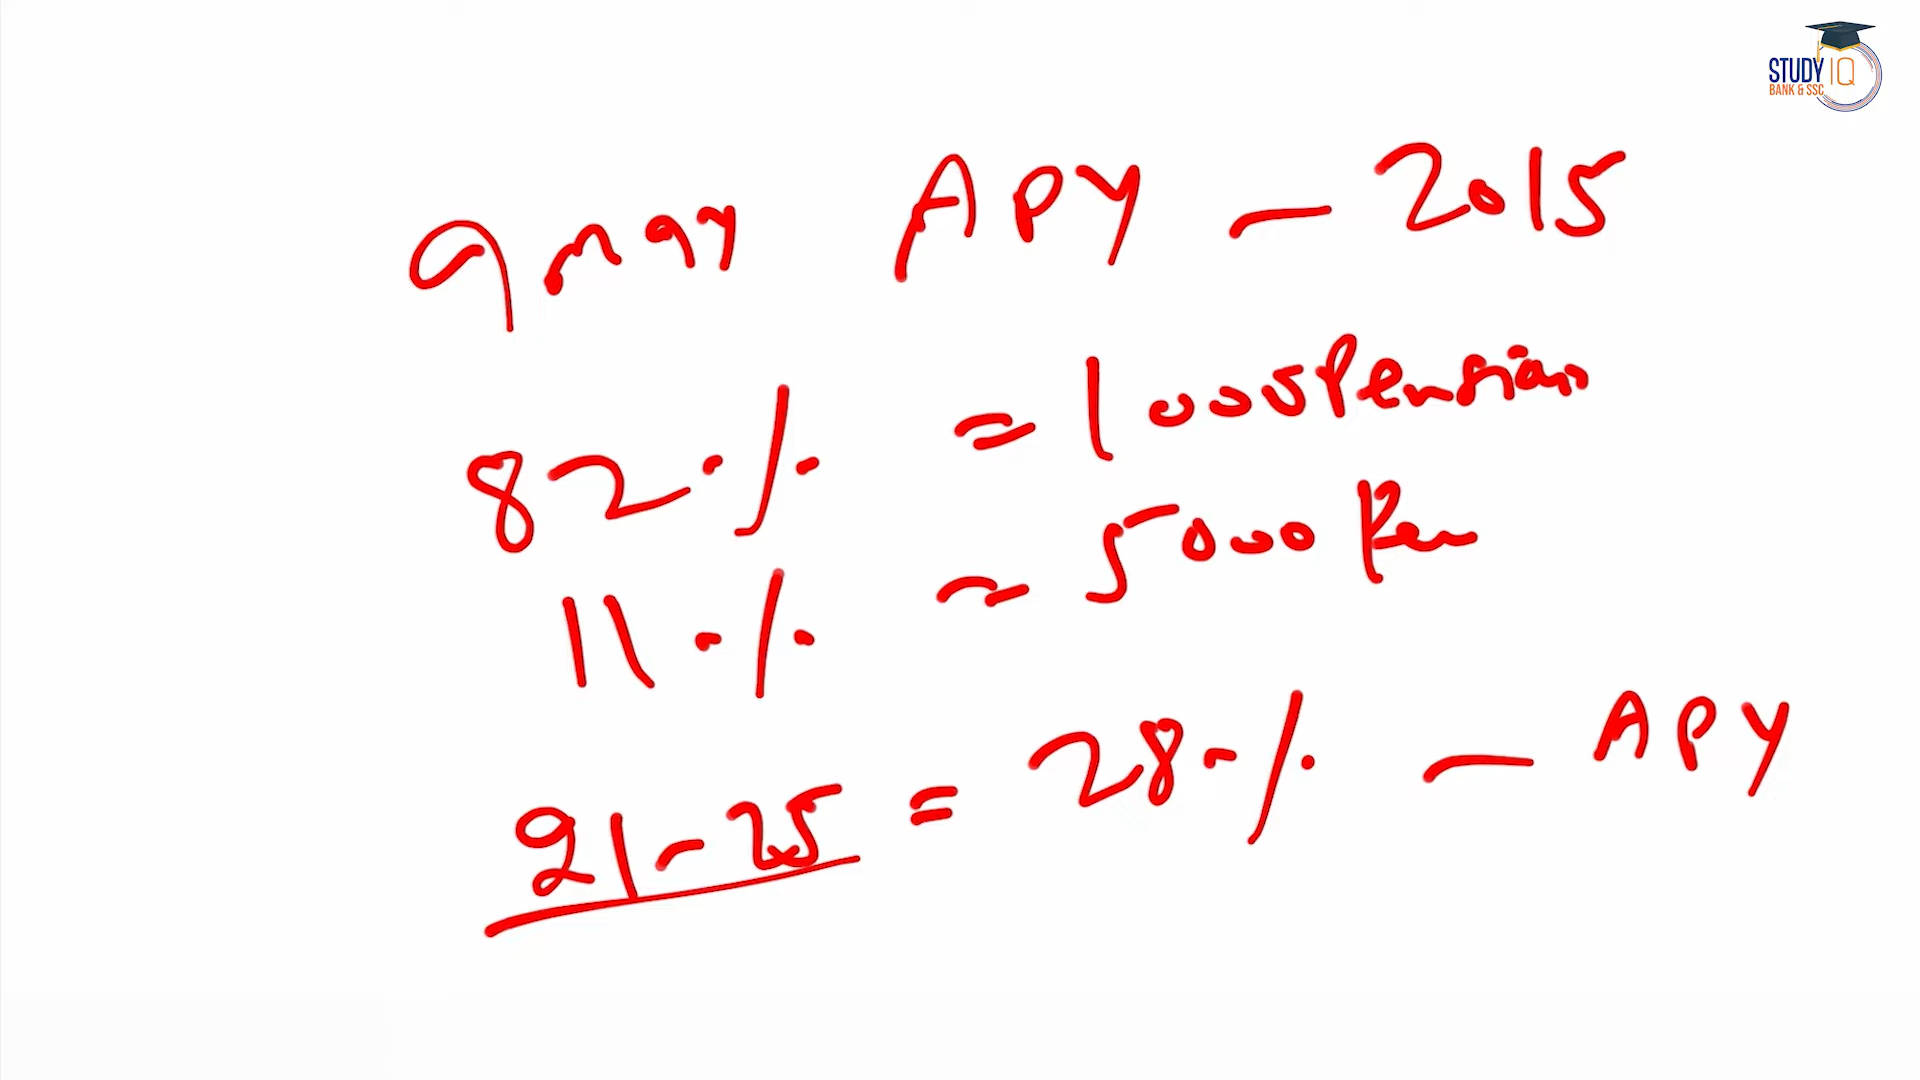 STUDY IQ
BANK & SSC
9 may APY - 2015
82 % = 1000 Pension
11 % = 5000 Pen
21-25 = 28 % - APY